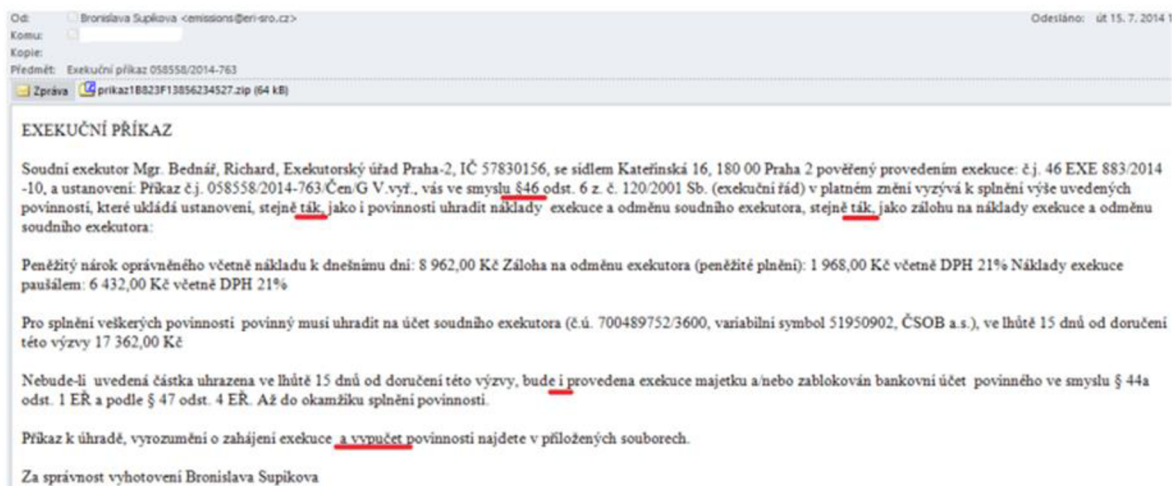 Od: Bronislava Supikova <emissions@eri-sro.cz> Odesláno: út 15. 7. 2014 1
Komu:
Kopie:
Předmět: Exekuční příkaz 058558/2014-763
Zpráva prikaz1B823F13856234527.zip (64 kB)
EXEKUČNÍ PŘÍKAZ
Soudní exekutor Mgr. Bednář, Richard, Exekutorský úřad Praha-2, IČ 57830156, se sídlem Kateřinská 16, 180 00 Praha 2 pověřený provedením exekuce: č.j. 46 EXE 883/2014
-10, a ustanovení: Příkaz č.j. 058558/2014-763/Čen/G V.vyř., vás ve smyslu §46 odst. 6 z. č. 120/2001 Sb. (exekuční řád) v platném znění vyzývá k splnění výše uvedených
povinností, které ukládá ustanovení, stejně ták, jako i povinnosti uhradit náklady exekuce a odměnu soudního exekutora, stejně ták, jako zálohu na náklady exekuce a odměnu
soudního exekutora:
Peněžitý nárok oprávněného včetně nákladu k dnešnímu dni: 8 962,00 Kč Záloha na odměnu exekutora (peněžité plnění): 1 968,00 Kč včetně DPH 21% Náklady exekuce
paušálem: 6 432,00 Kč včetně DPH 21%
Pro splnění veškerých povinností povinný musí uhradit na účet soudního exekutora (č.ú. 700489752/3600, variabilní symbol 51950902, ČSOB a.s.), ve lhůtě 15 dnů od doručení
této výzvy 17 362,00 Kč
Nebude-li uvedená částka uhrazena ve lhůtě 15 dnů od doručení této výzvy, bude i provedena exekuce majetku a/nebo zablokován bankovní účet povinného ve smyslu § 44a
odst. 1 EŘ a podle § 47 odst. 4 EŘ. Až do okamžiku splnění povinnosti.
Příkaz k úhradě, vyrozumění o zahájení exekuce a vypučet povinnosti najdete v přiložených souborech.
Za správnost vyhotovení Bronislava Supikova